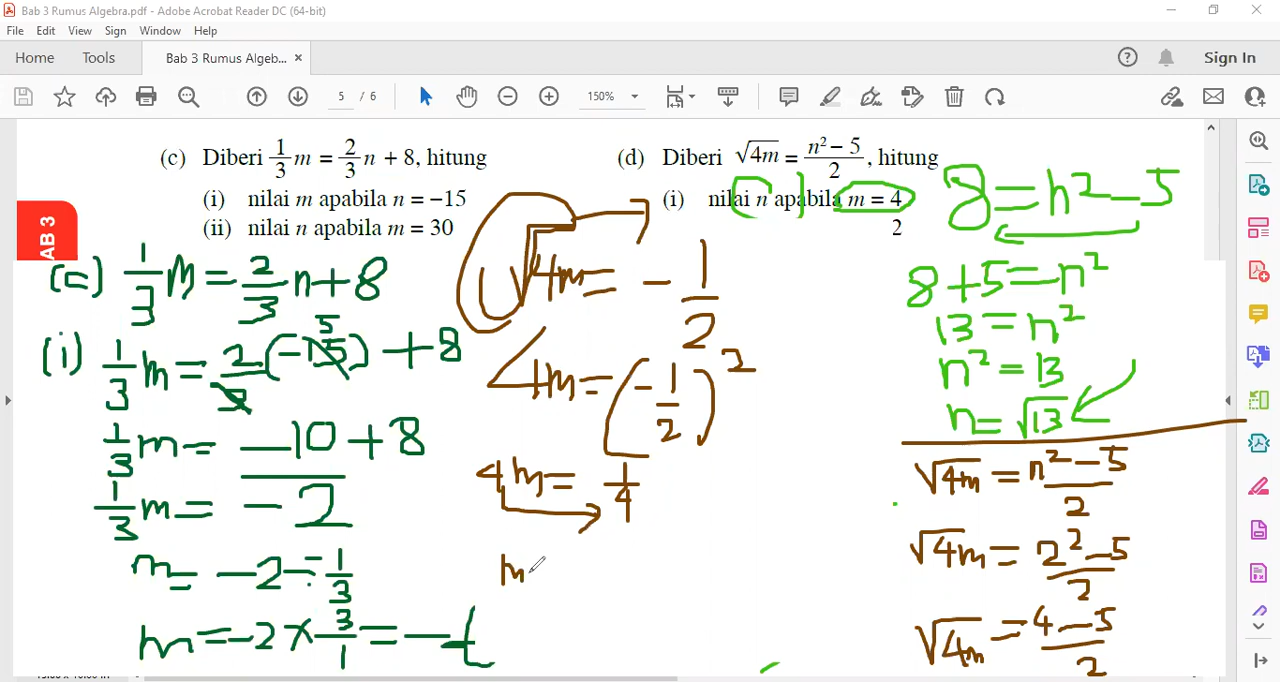 Bab 3 Rumus Algebra.pdf - Adobe Acrobat Reader DC (64-bit)
File Edit View Sign Window Help
Home Tools Bab 3 Rumus Algeb... × Sign In
5 / 6 150%
(c) Diberi 1/3 m = 2/3 n + 8, hitung
(i) nilai m apabila n = −15
(ii) nilai n apabila m = 30
(d) Diberi √4m = (n² − 5)/2, hitung
(i) nilai n apabila m = 4
2
AB 3
(c) 1/3 m = 2/3 n + 8
(i) 1/3 m = 2/3 (−15) + 8
5
1/3 m = −10 + 8
1/3 m = −2
m = −2 ÷ 1/3
m = −2 × 3/1 = −
√4m = − 1/2
4m = (− 1/2)²
4m = 1/4
m
8 = n² − 5
8 + 5 = n²
13 = n²
n² = 13
n = √13
√4m = (n² − 5)/2
√4m = (2² − 5)/2
√4m = (4 − 5)/2